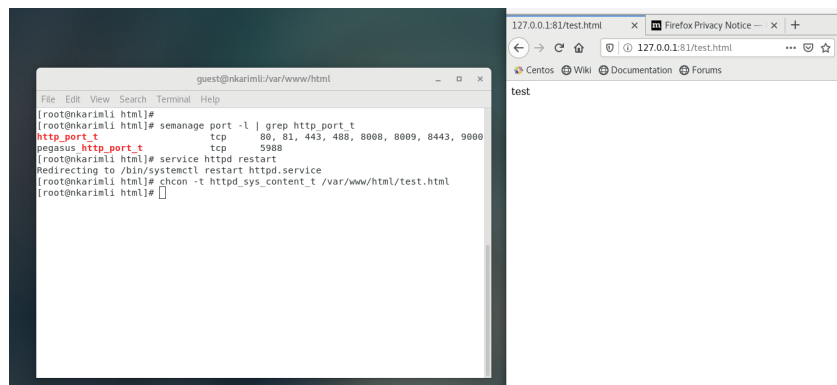 guest@nkarimli:/var/www/html
File Edit View Search Terminal Help
[root@nkarimli html]#
[root@nkarimli html]# semanage port -l | grep http_port_t
http_port_t tcp 80, 81, 443, 488, 8008, 8009, 8443, 9000
pegasus_http_port_t tcp 5988
[root@nkarimli html]# service httpd restart
Redirecting to /bin/systemctl restart httpd.service
[root@nkarimli html]# chcon -t httpd_sys_content_t /var/www/html/test.html
[root@nkarimli html]#
127.0.0.1:81/test.html
Firefox Privacy Notice —
127.0.0.1:81/test.html
Centos Wiki Documentation Forums
test